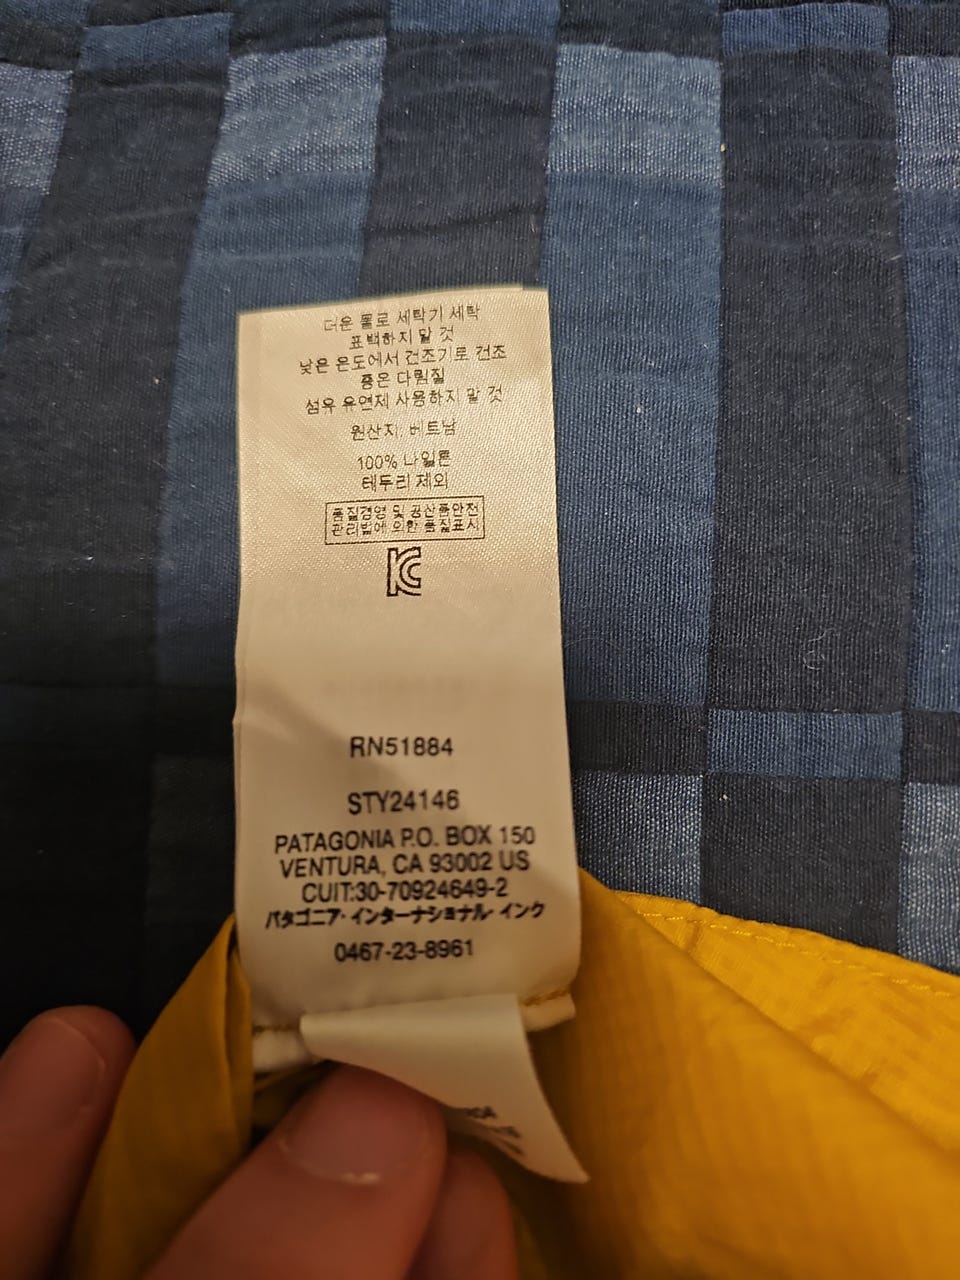 더운 물로 세탁기 세탁
표백하지 말 것
낮은 온도에서 건조기로 건조
중온 다림질
섬유 유연제 사용하지 말 것
원산지: 베트남
100% 나일론
테두리 제외
품질경영 및 공산품안전
관리법에 의한 품질표시
KC
RN51884
STY24146
PATAGONIA P.O. BOX 150
VENTURA, CA 93002 US
CUIT:30-70924649-2
パタゴニア・インターナショナル・インク
0467-23-8961